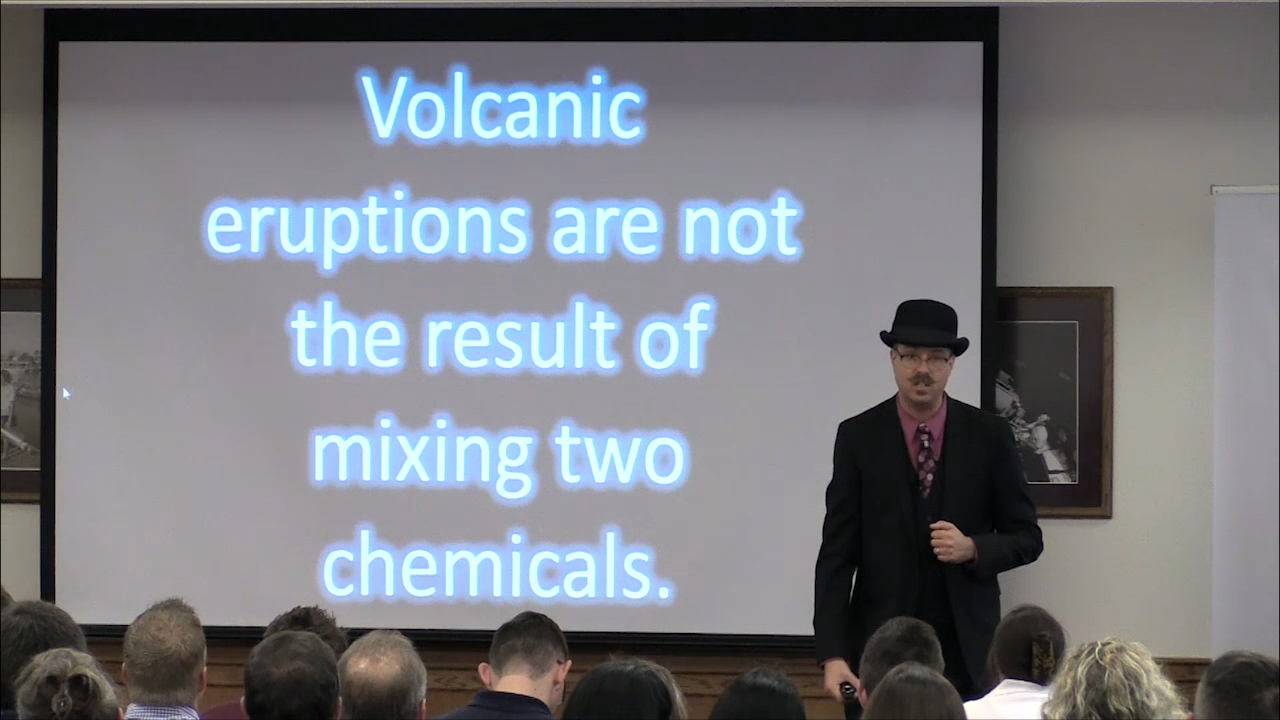 Volcanic
eruptions are not
the result of
mixing two
chemicals.